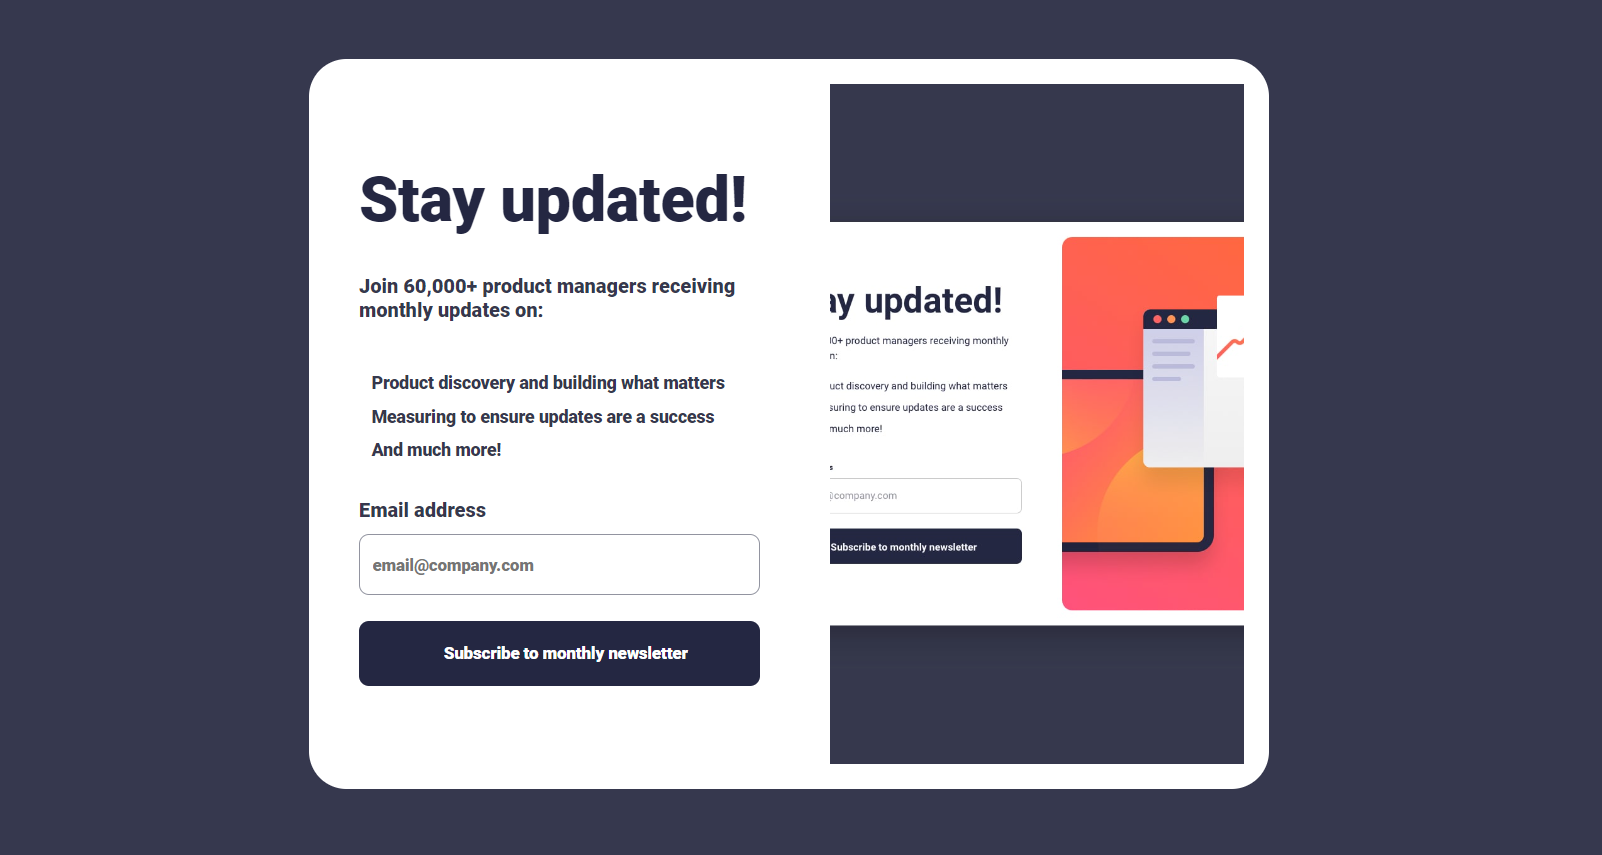 Stay updated!
Join 60,000+ product managers receiving
monthly updates on:
Product discovery and building what matters
Measuring to ensure updates are a success
And much more!
Email address
email@company.com
Subscribe to monthly newsletter
ay updated!
00+ product managers receiving monthly
n:
uct discovery and building what matters
suring to ensure updates are a success
much more!
s
@company.com
Subscribe to monthly newsletter